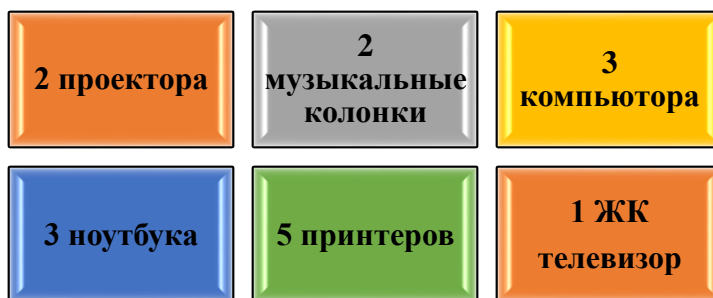 2 проектора
2
музыкальные
колонки
3
компьютора
3 ноутбука
5 принтеров
1 ЖК
телевизор